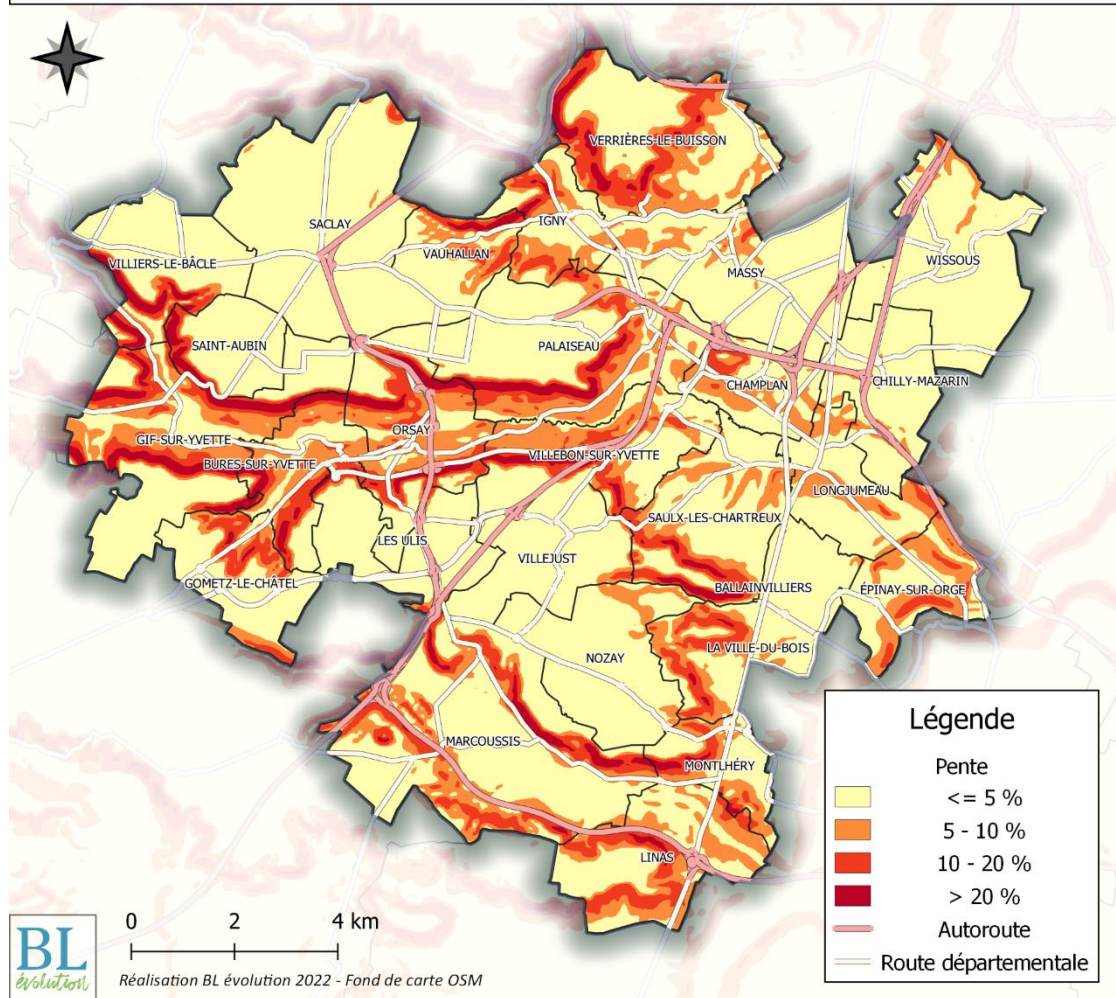 VERRIÈRES-LE-BUISSON
SACLAY
IGNY
VAUHALLAN
WISSOUS
VILLIERS-LE-BÂCLE
MASSY
SAINT-AUBIN
PALAISEAU
CHAMPLAN
CHILLY-MAZARIN
ORSAY
GIF-SUR-YVETTE
VILLEBON-SUR-YVETTE
BURES-SUR-YVETTE
LONGJUMEAU
SAULX-LES-CHARTREUX
LES ULIS
VILLEJUST
GOMETZ-LE-CHÂTEL
BALLAINVILLIERS
ÉPINAY-SUR-ORGE
LA VILLE-DU-BOIS
NOZAY
MARCOUSSIS
MONTLHÉRY
LINAS
Légende
Pente
<= 5 %
5 - 10 %
10 - 20 %
> 20 %
Autoroute
Route départementale
0 2 4 km
BL
évolution
Réalisation BL évolution 2022 - Fond de carte OSM